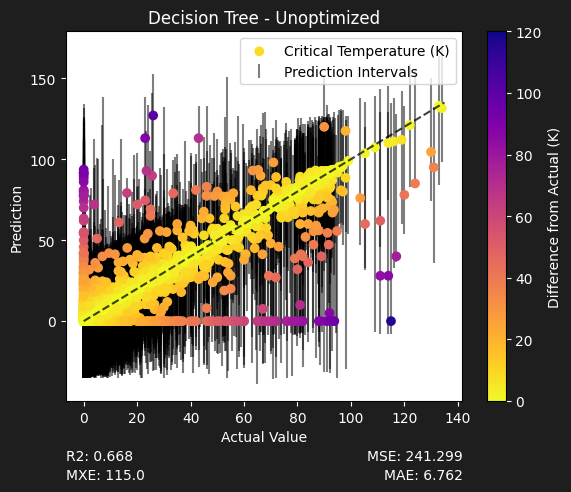 Decision Tree - Unoptimized
Critical Temperature (K)
Prediction Intervals
Prediction
150
100
50
0
0
20
40
60
80
100
120
140
Actual Value
120
100
80
60
40
20
0
Difference from Actual (K)
R2: 0.668
MSE: 241.299
MXE: 115.0
MAE: 6.762